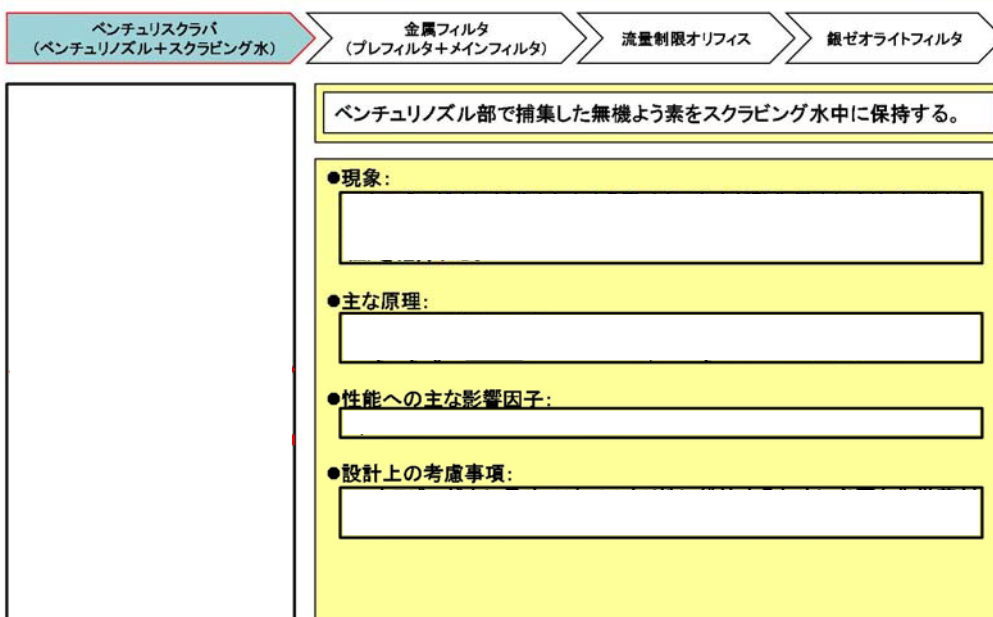 ベンチュリスクラバ
（ベンチュリノズル＋スクラビング水）
金属フィルタ
（プレフィルタ＋メインフィルタ）
流量制限オリフィス
銀ゼオライトフィルタ
ベンチュリノズル部で捕集した無機よう素をスクラビング水中に保持する。
●現象：
●主な原理：
●性能への主な影響因子：
●設計上の考慮事項：